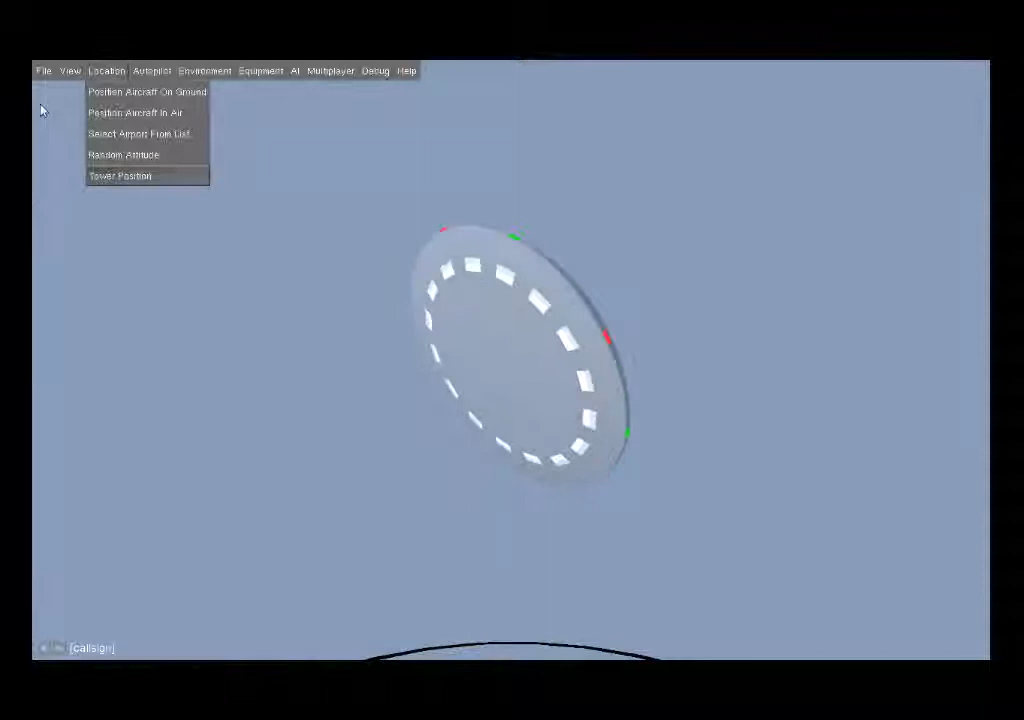 File View Location Autopilot Environment Equipment AI Multiplayer Debug Help
Position Aircraft On Ground
Position Aircraft In Air
Select Airport From List
Random Attitude
Tower Position
[callsign]